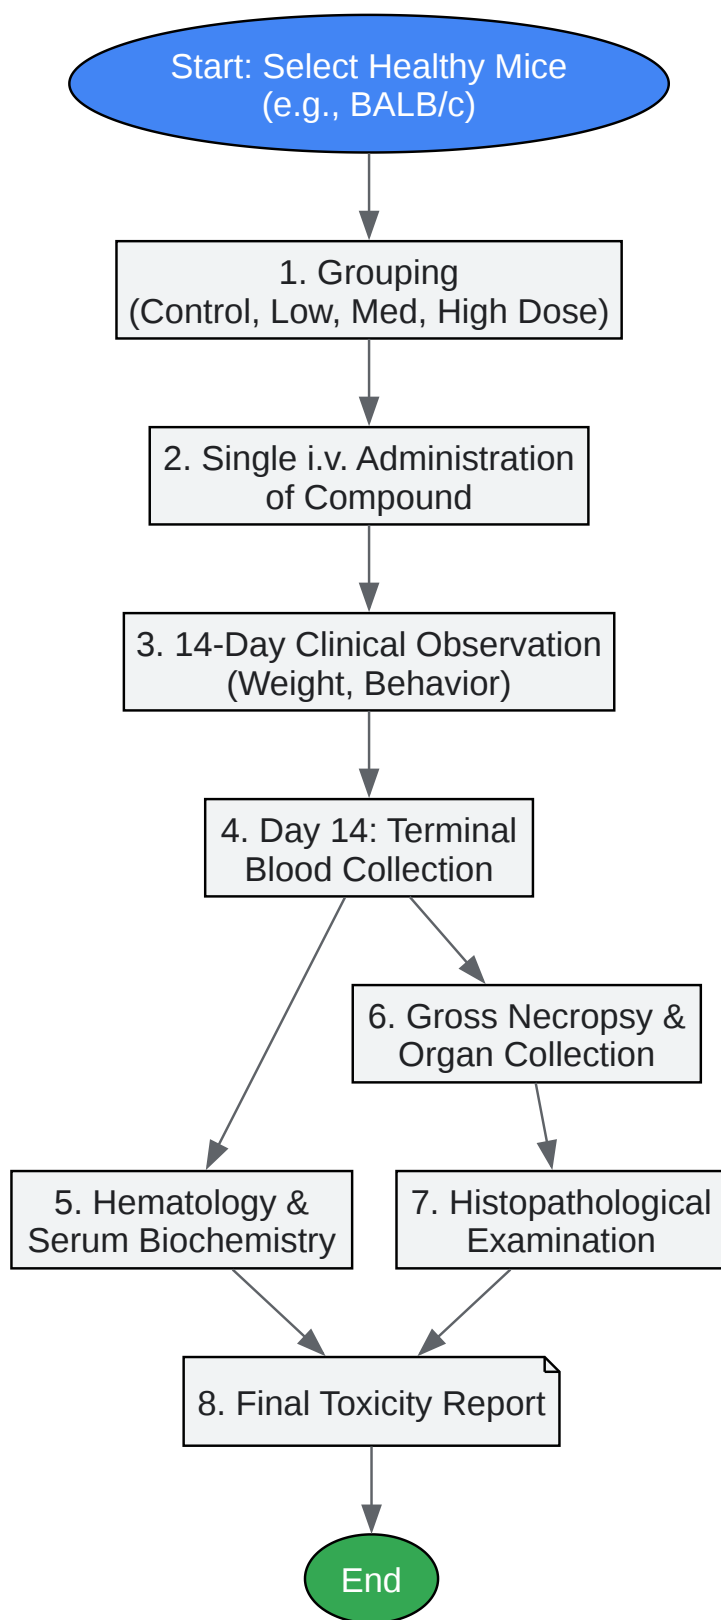 Start: Select Healthy Mice
(e.g., BALB/c)
1. Grouping
(Control, Low, Med, High Dose)
2. Single i.v. Administration
of Compound
3. 14-Day Clinical Observation
(Weight, Behavior)
4. Day 14: Terminal
Blood Collection
6. Gross Necropsy &
Organ Collection
5. Hematology &
Serum Biochemistry
7. Histopathological
Examination
8. Final Toxicity Report
End